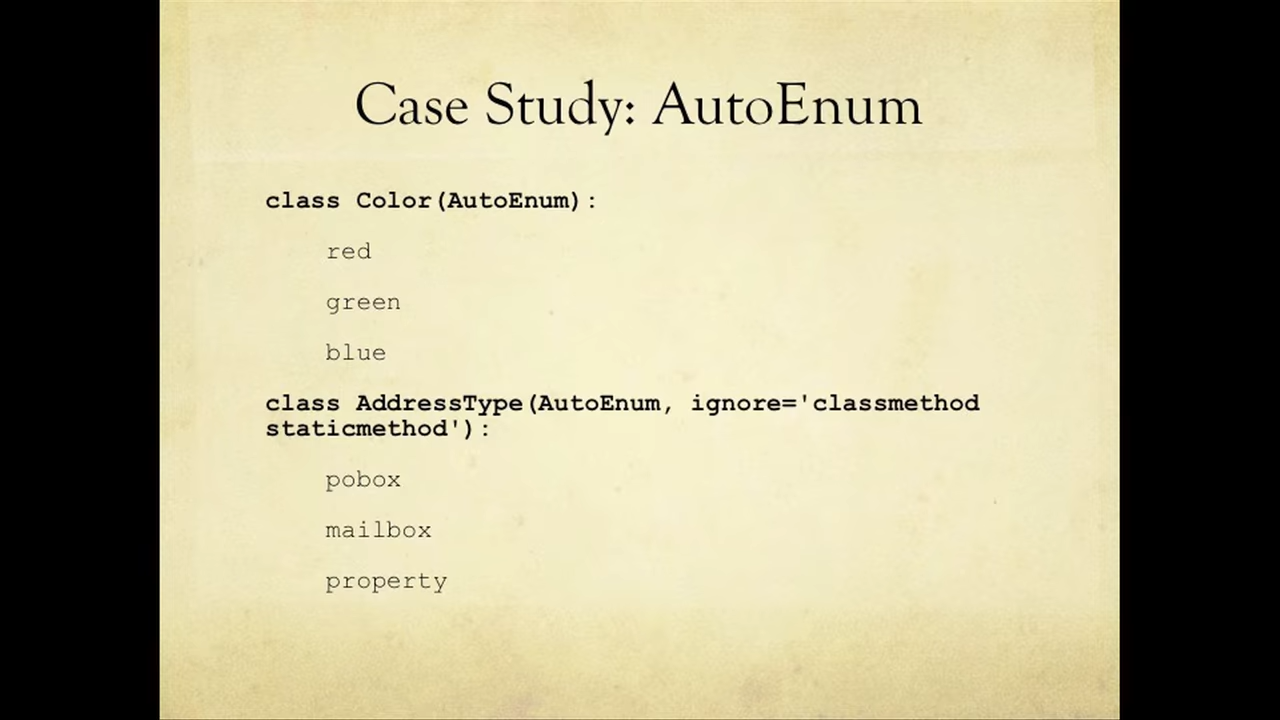 Case Study: AutoEnum
class Color(AutoEnum):
red
green
blue
class AddressType(AutoEnum, ignore='classmethod
staticmethod'):
pobox
mailbox
property